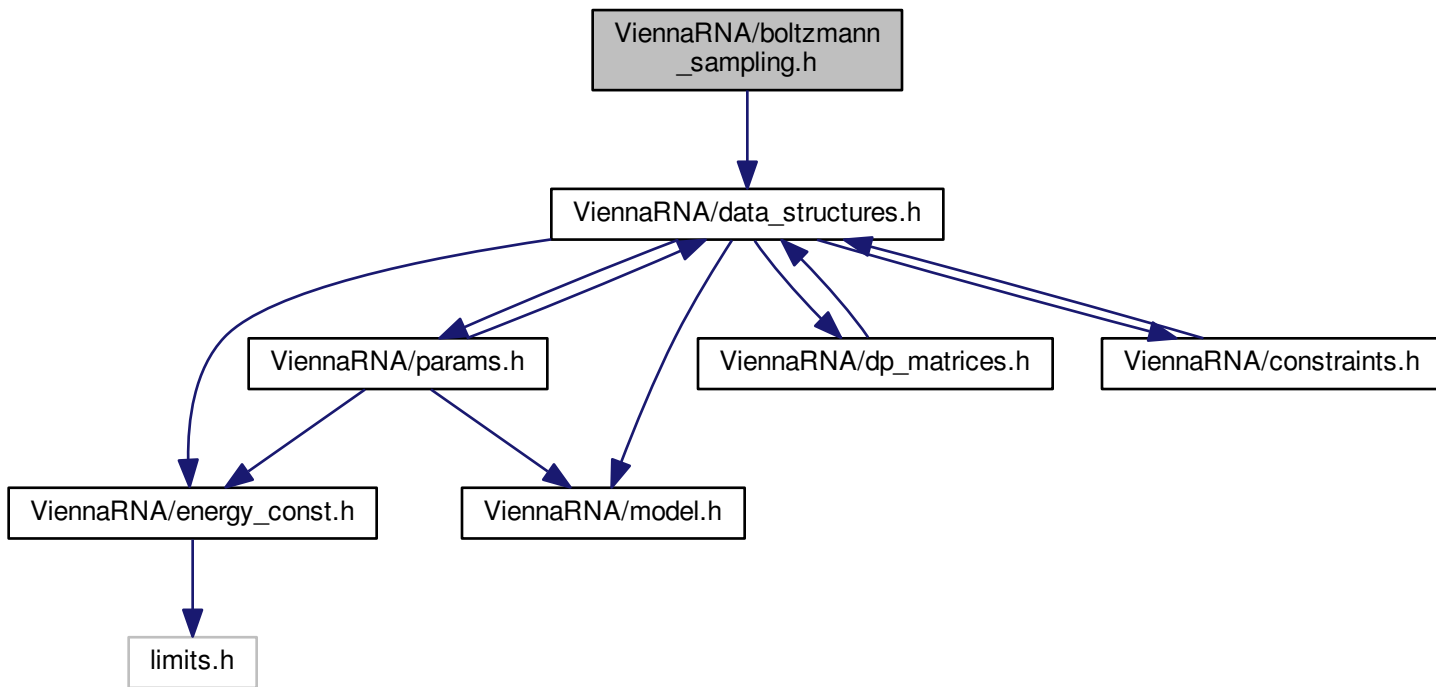 ViennaRNA/boltzmann
_sampling.h
ViennaRNA/data_structures.h
ViennaRNA/params.h
ViennaRNA/dp_matrices.h
ViennaRNA/constraints.h
ViennaRNA/energy_const.h
ViennaRNA/model.h
limits.h